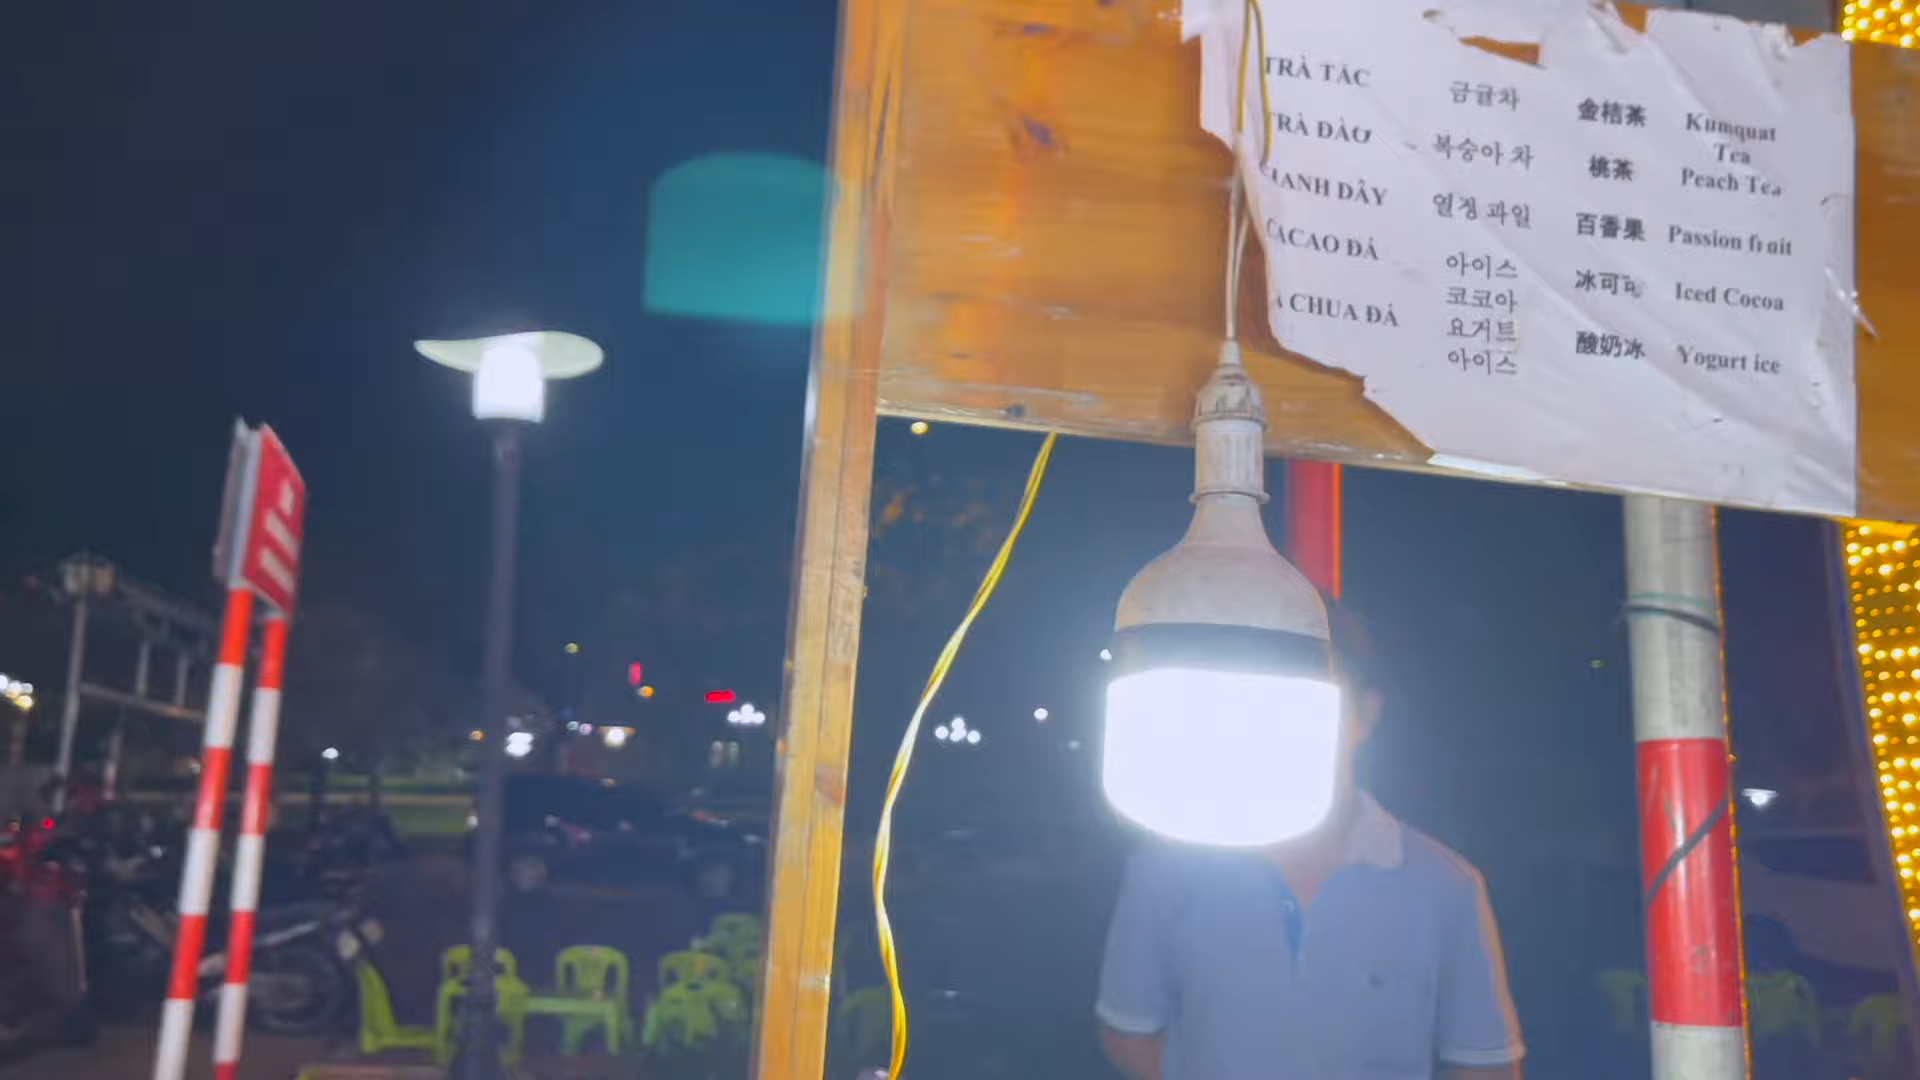 TRÀ TẮC 금귤차 金桔茶 Kumquat Tea
TRÀ ĐÀO 복숭아 차 桃茶 Peach Tea
ANH DÂY 열정 과일 百香果 Passion fruit
CACAO ĐÁ 아이스 코코아 冰可可 Iced Cocoa
A CHUA ĐÁ 요거트 아이스 酸奶冰 Yogurt ice